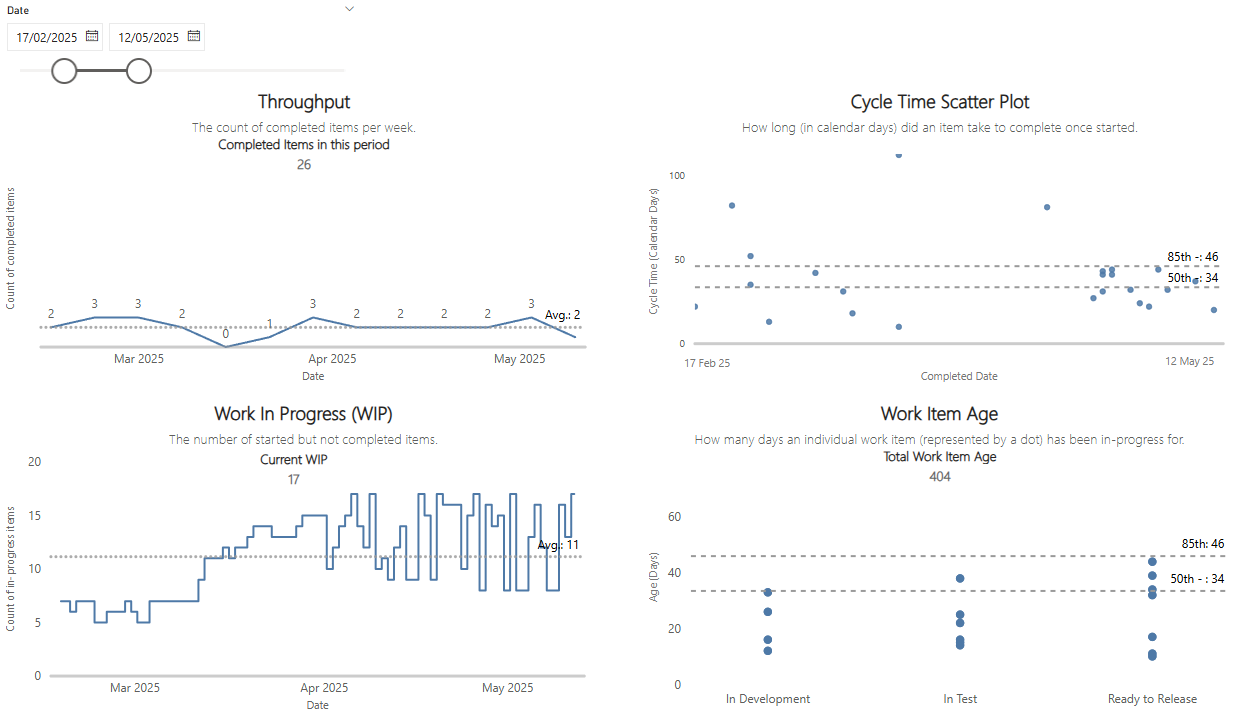 Date
17/02/2025
12/05/2025
Throughput
The count of completed items per week.
Completed Items in this period
26
Count of completed items
2
3
3
2
0
1
3
2
2
2
2
3
Avg.: 2
Mar 2025
Apr 2025
May 2025
Date
Cycle Time Scatter Plot
How long (in calendar days) did an item take to complete once started.
Cycle Time (Calendar Days)
100
50
0
85th -: 46
50th -: 34
17 Feb 25
12 May 25
Completed Date
Work In Progress (WIP)
The number of started but not completed items.
Current WIP
17
Count of in-progress items
20
15
10
5
0
Avg.: 11
Mar 2025
Apr 2025
May 2025
Date
Work Item Age
How many days an individual work item (represented by a dot) has been in-progress for.
Total Work Item Age
404
Age (Days)
60
40
20
0
85th: 46
50th - : 34
In Development
In Test
Ready to Release